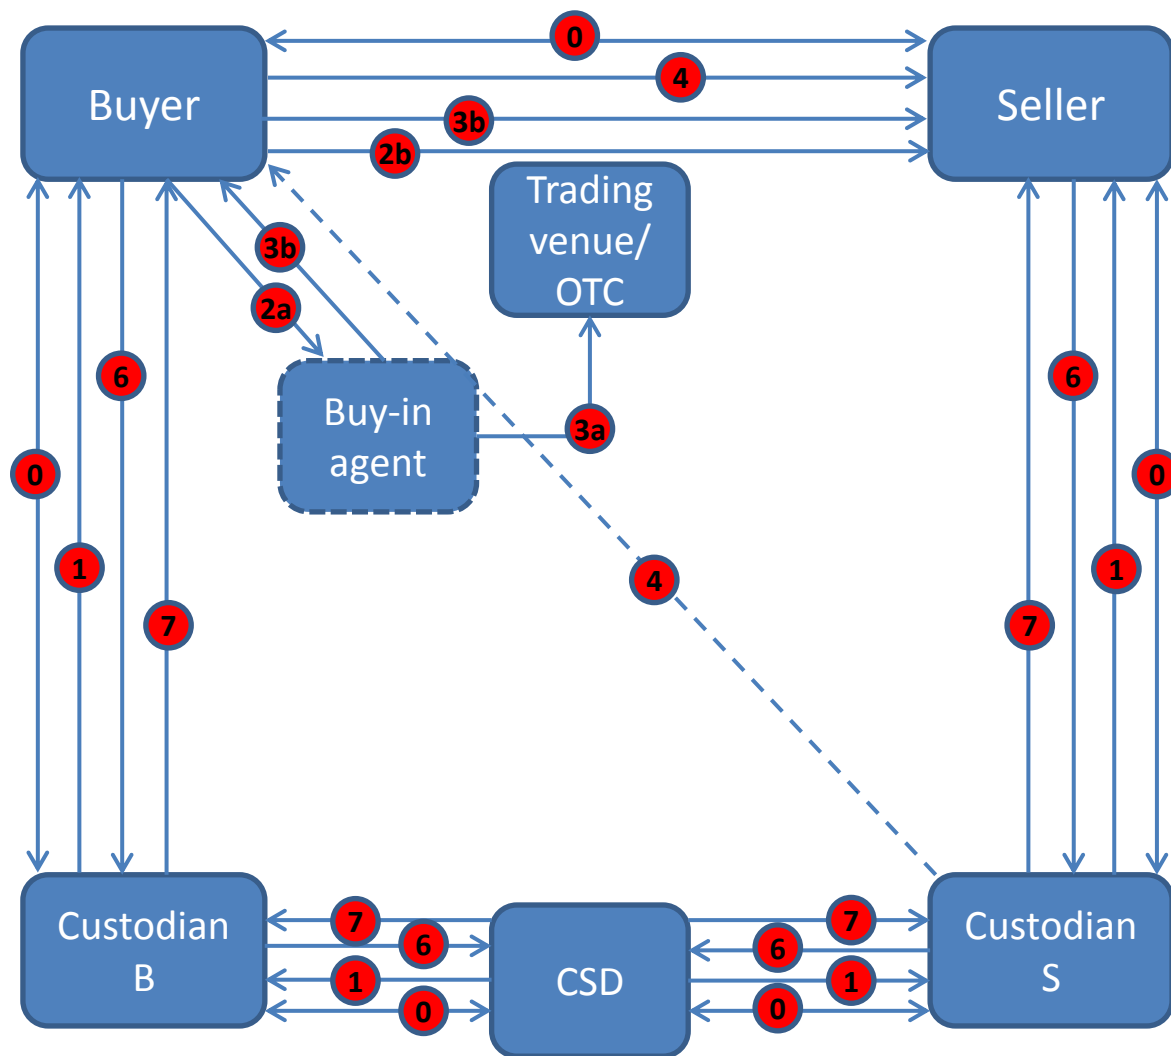 0
Buyer
4
Seller
3b
2b
Trading
venue/
OTC
3b
2a
6
6
Buy-in
agent
3a
0
0
1
4
1
7
7
Custodian
B
7
6
1
0
CSD
7
6
1
0
Custodian
S